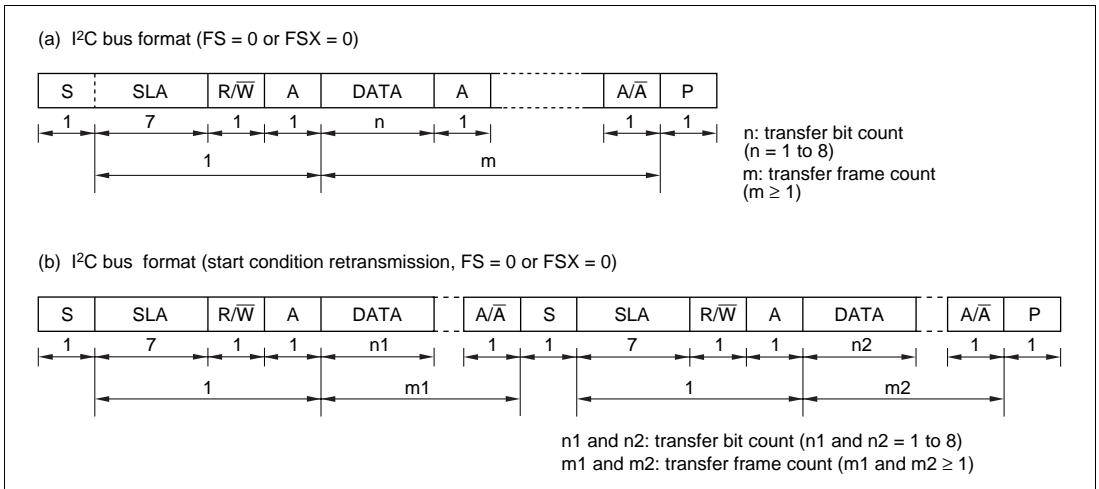 (a) I²C bus format (FS = 0 or FSX = 0)
S SLA R/W̅ A DATA A A/A̅ P
1 7 1 1 n 1 1 1
1 m
n: transfer bit count
(n = 1 to 8)
m: transfer frame count
(m ≥ 1)
(b) I²C bus format (start condition retransmission, FS = 0 or FSX = 0)
S SLA R/W̅ A DATA A/A̅ S SLA R/W̅ A DATA A/A̅ P
1 7 1 1 n1 1 1 7 1 1 n2 1 1
1 m1 1 m2
n1 and n2: transfer bit count (n1 and n2 = 1 to 8)
m1 and m2: transfer frame count (m1 and m2 ≥ 1)